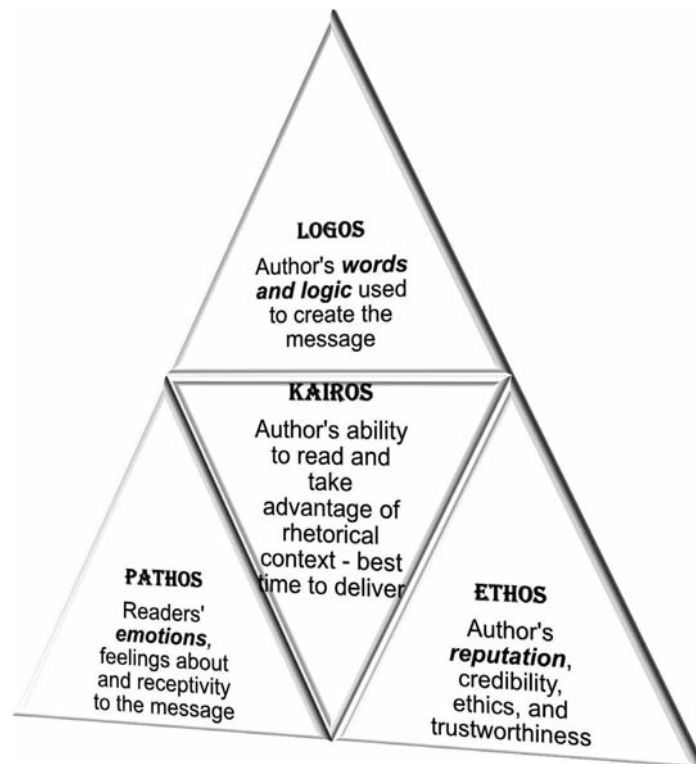 LOGOS
Author's words
and logic used
to create the
message
KAIROS
Author's ability
to read and
take
advantage of
rhetorical
context - best
time to deliver
PATHOS
Readers'
emotions,
feelings about
and receptivity
to the message
ETHOS
Author's
reputation,
credibility,
ethics, and
trustworthiness